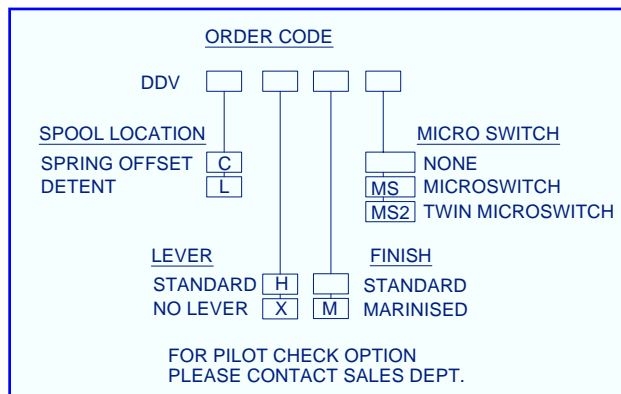 ORDER CODE
DDV
SPOOL LOCATION
SPRING OFFSET C
DETENT L
MICRO SWITCH
NONE
MS MICROSWITCH
MS2 TWIN MICROSWITCH
LEVER
STANDARD H
NO LEVER X
FINISH
STANDARD
M MARINISED
FOR PILOT CHECK OPTION
PLEASE CONTACT SALES DEPT.